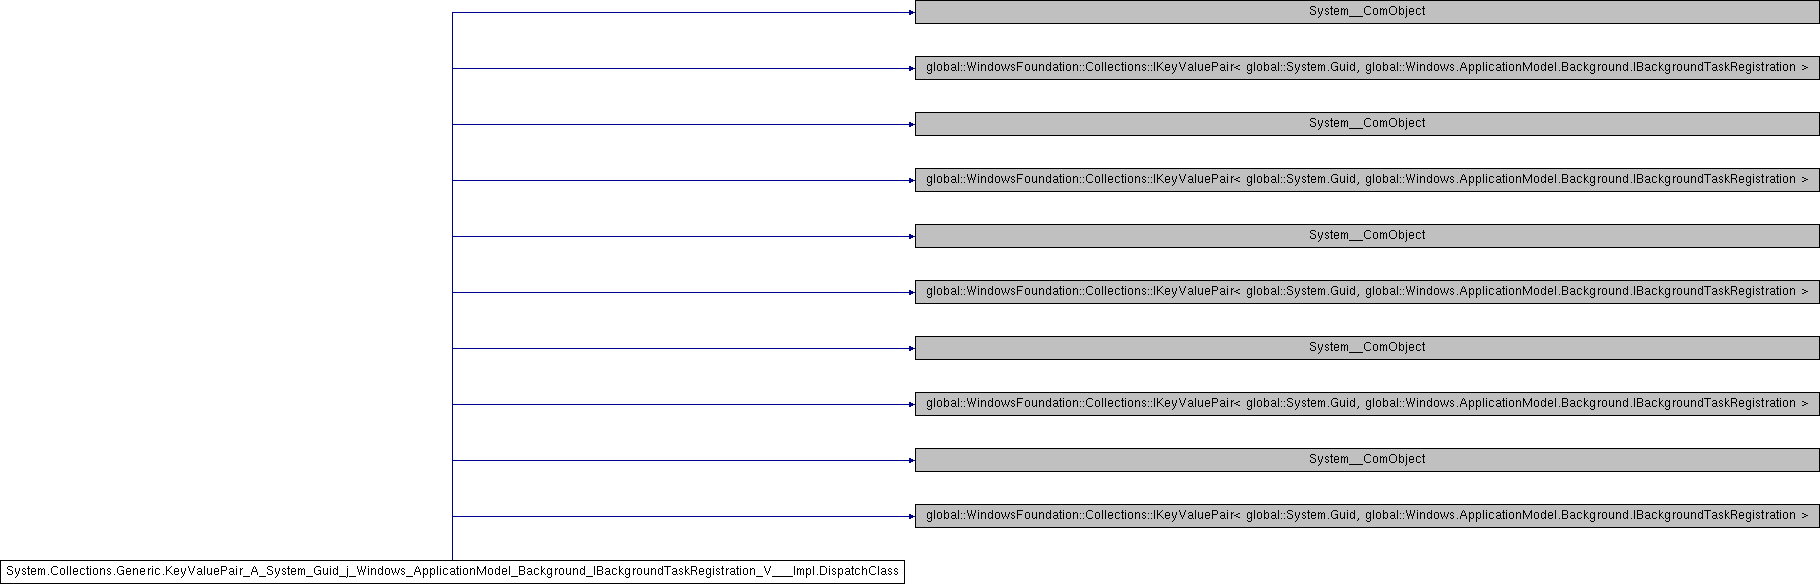 System__ComObject
global::WindowsFoundation::Collections::IKeyValuePair< global::System.Guid, global::Windows.ApplicationModel.Background.IBackgroundTaskRegistration >
System__ComObject
global::WindowsFoundation::Collections::IKeyValuePair< global::System.Guid, global::Windows.ApplicationModel.Background.IBackgroundTaskRegistration >
System__ComObject
global::WindowsFoundation::Collections::IKeyValuePair< global::System.Guid, global::Windows.ApplicationModel.Background.IBackgroundTaskRegistration >
System__ComObject
global::WindowsFoundation::Collections::IKeyValuePair< global::System.Guid, global::Windows.ApplicationModel.Background.IBackgroundTaskRegistration >
System__ComObject
global::WindowsFoundation::Collections::IKeyValuePair< global::System.Guid, global::Windows.ApplicationModel.Background.IBackgroundTaskRegistration >
System.Collections.Generic.KeyValuePair_A_System_Guid_j_Windows_ApplicationModel_Background_IBackgroundTaskRegistration_V___Impl.DispatchClass